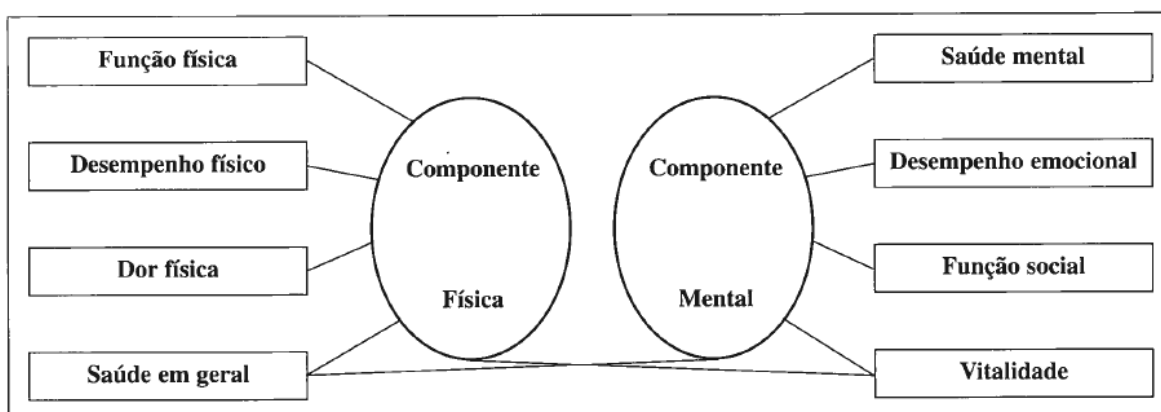 Função física
Desempenho físico
Dor física
Saúde em geral
Componente
Física
Componente
Mental
Saúde mental
Desempenho emocional
Função social
Vitalidade